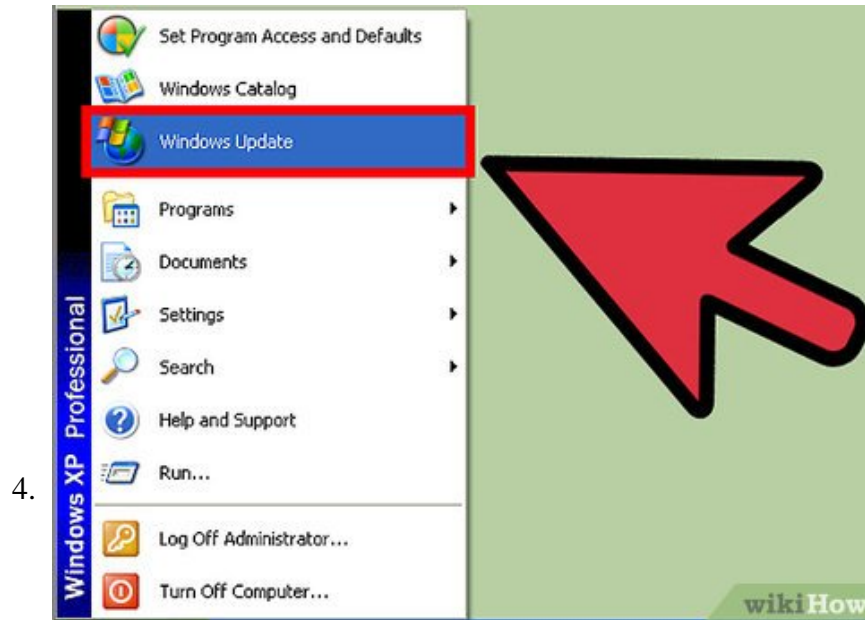 Set Program Access and Defaults
Windows Catalog
Windows Update
Programs
Documents
Settings
Search
Help and Support
Run...
Log Off Administrator...
Turn Off Computer...
Windows XP Professional
4.
wikiHow